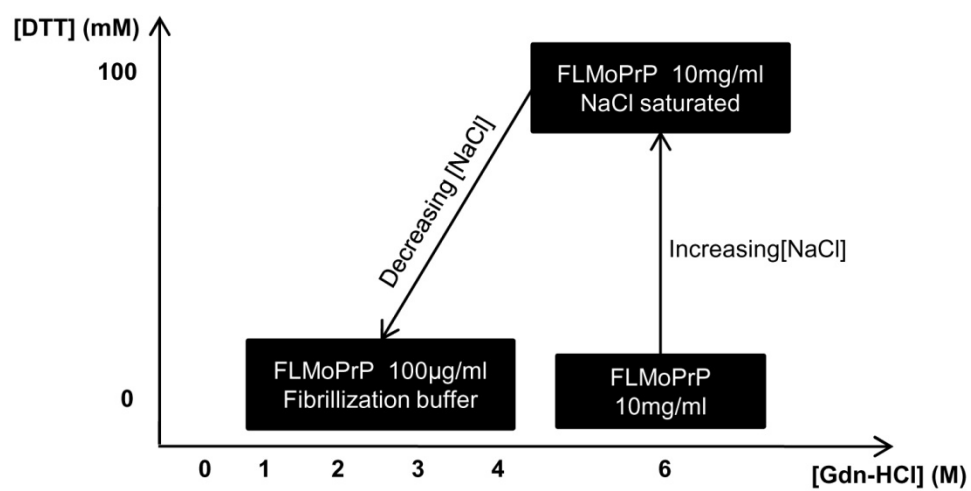 [DTT] (mM)
100
FLMoPrP 10mg/ml
NaCl saturated
Decreasing [NaCl]
Increasing[NaCl]
FLMoPrP 100µg/ml
Fibrillization buffer
FLMoPrP
10mg/ml
0
0 1 2 3 4 6
[Gdn-HCl] (M)